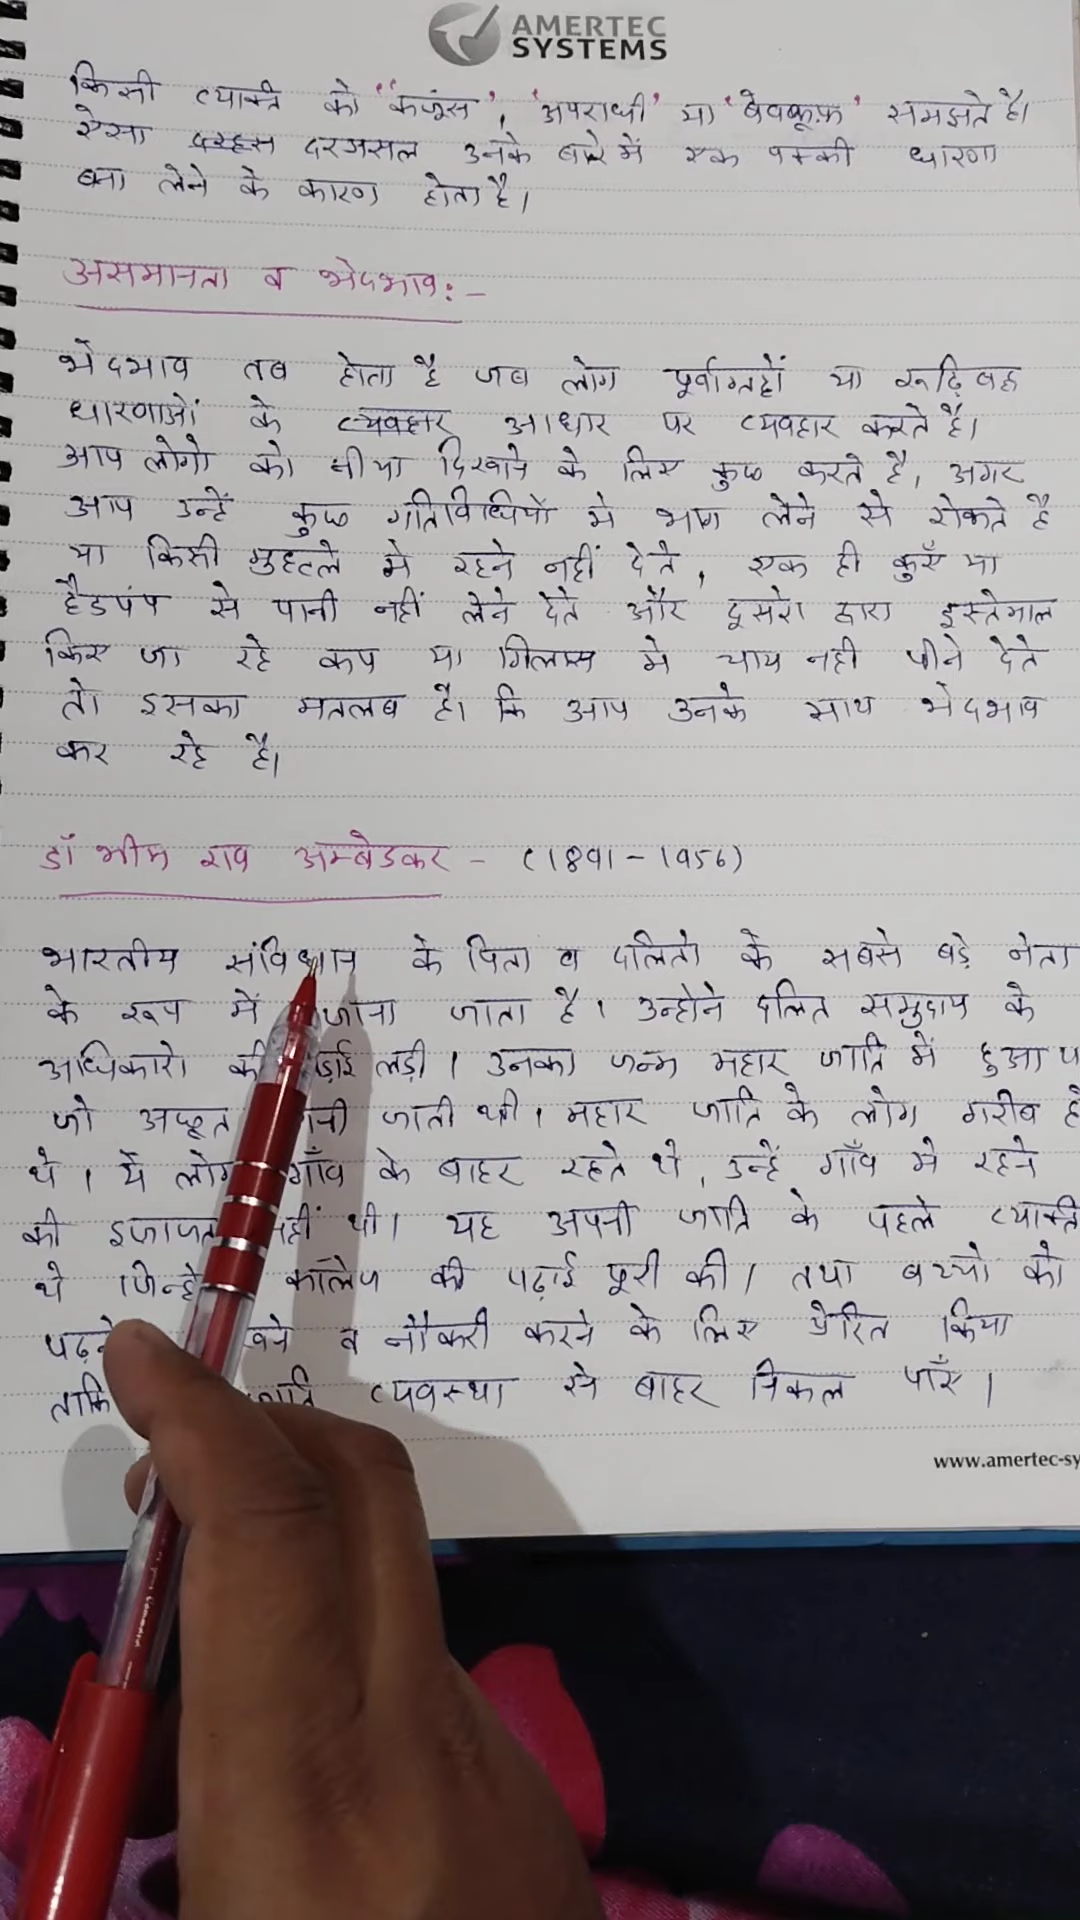 AMERTEC
SYSTEMS
किसी व्यक्ति को 'कंजूस', 'अपराधी' या 'बेवकूफ' समझते है।
ऐसा दरअसल उनके बारे में एक पक्की धारणा
बना लेने के कारण होता है।
असमानता व भेदभाव:-
भेदभाव तब होता है जब लोग पूर्वाग्रहों या रूढ़िबद्ध
धारणाओं के व्यवहार आधार पर व्यवहार करते है।
आप लोगो को नीचा दिखाने के लिए कुछ करते है, अगर
आप उन्हें कुछ गतिविधियों मे भाग लेने से रोकते है
या किसी मुहल्ले मे रहने नहीं देते, एक ही कुएँ या
हैडपंप से पानी नहीं लेने देते और दूसरो द्वारा इस्तेमाल
किए जा रहे कप या गिलास मे चाय नही पीने देते
तो इसका मतलब है। कि आप उनके साथ भेदभाव
कर रहे है।
डॉ भीम राव अम्बेडकर - (1891-1956)
भारतीय संविधान के पिता व दलितो के सबसे बड़े नेता
के रूप में जाना जाता है। उन्होने दलित समुदाय के
अधिकारो की ड़ाई लड़ी। उनका जन्म महार जाति में हुआ
जो अछूत नी जाती थी। महार जाति के लोग गरीब
थे। ये लोग गाँव के बाहर रहते थे, उन्हें गाँव मे रहने
की इजाजत नहीं थी। यह अपनी जाति के पहले व्यक्ति
थे जिन्हो कॉलेज की पढ़ाई पूरी की। तथा बच्चो को
पढ़ने खने व नौकरी करने के लिए प्रेरित किया
ताकि जाति व्यवस्था से बाहर निकल पाएँ।
www.amertec-sy